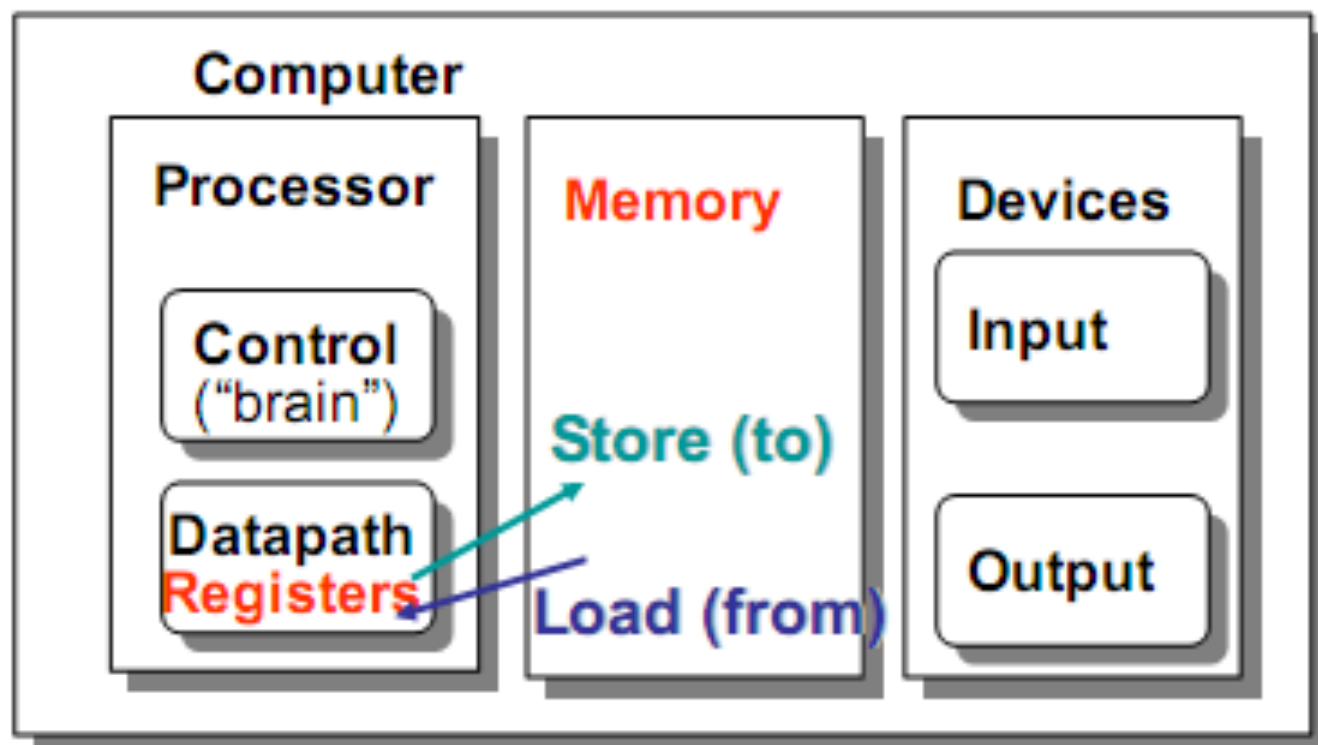 Computer
Processor
Control
(“brain”)
Datapath
Registers
Memory
Store (to)
Load (from)
Devices
Input
Output